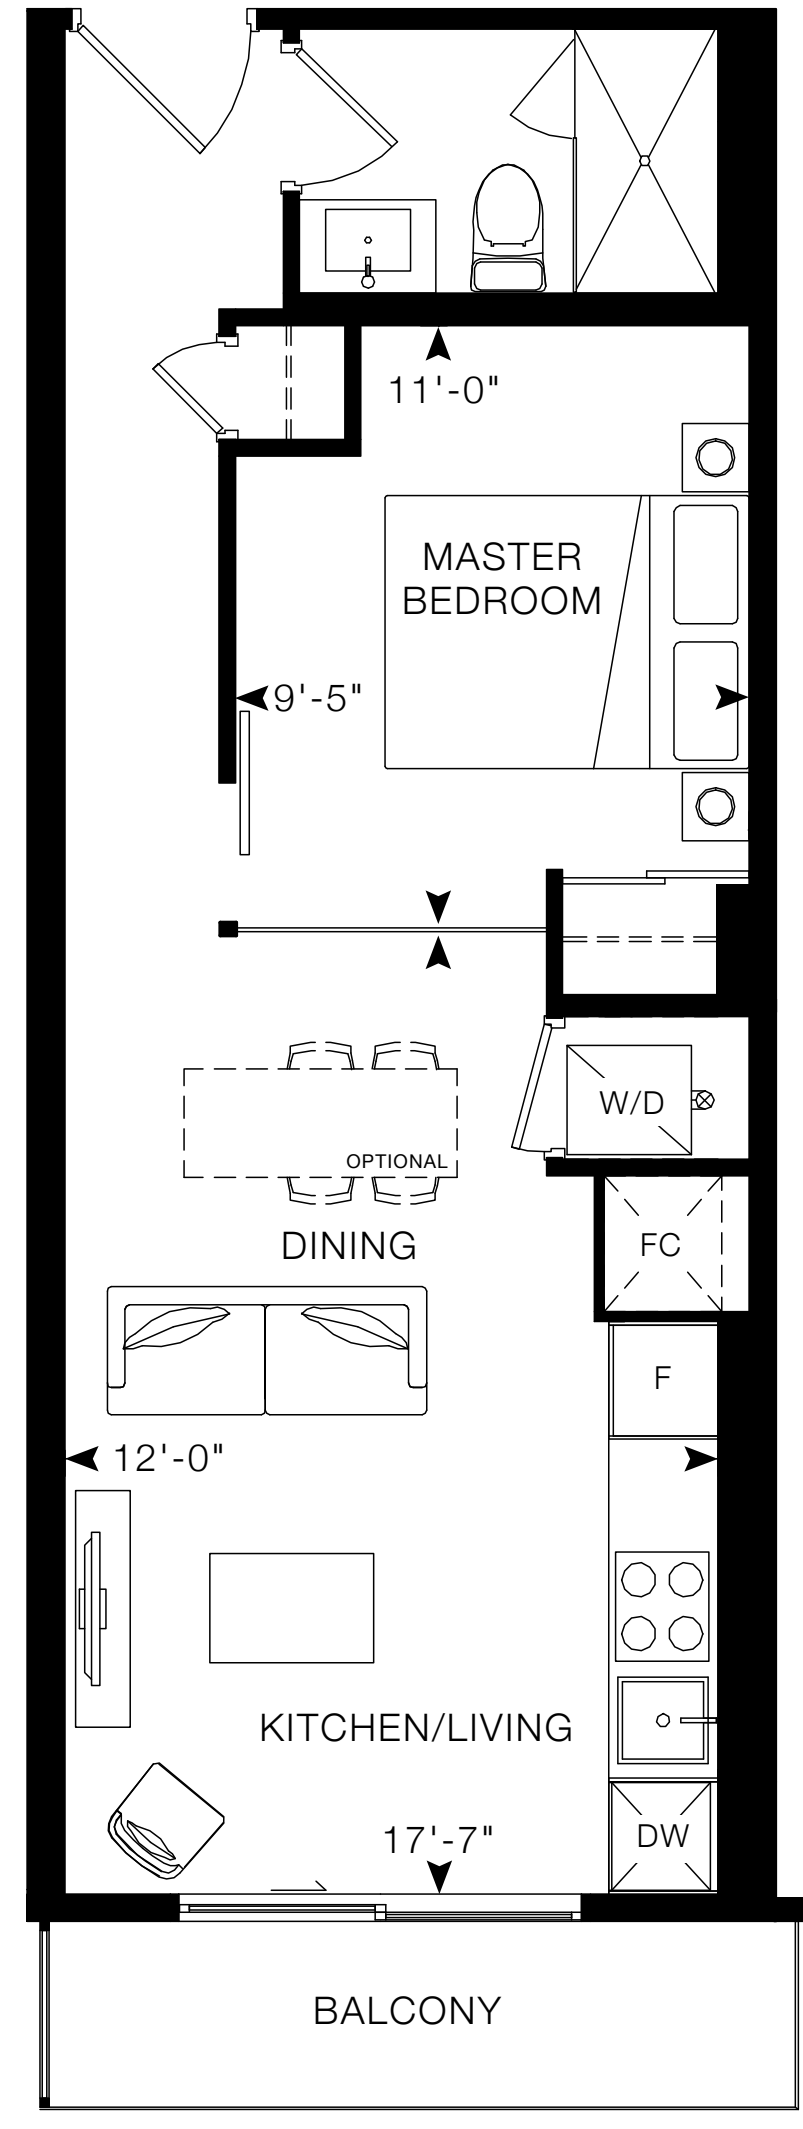 11'-0"
MASTER
BEDROOM
9'-5"
W/D
OPTIONAL
DINING
FC
F
12'-0"
KITCHEN/LIVING
17'-7"
DW
BALCONY